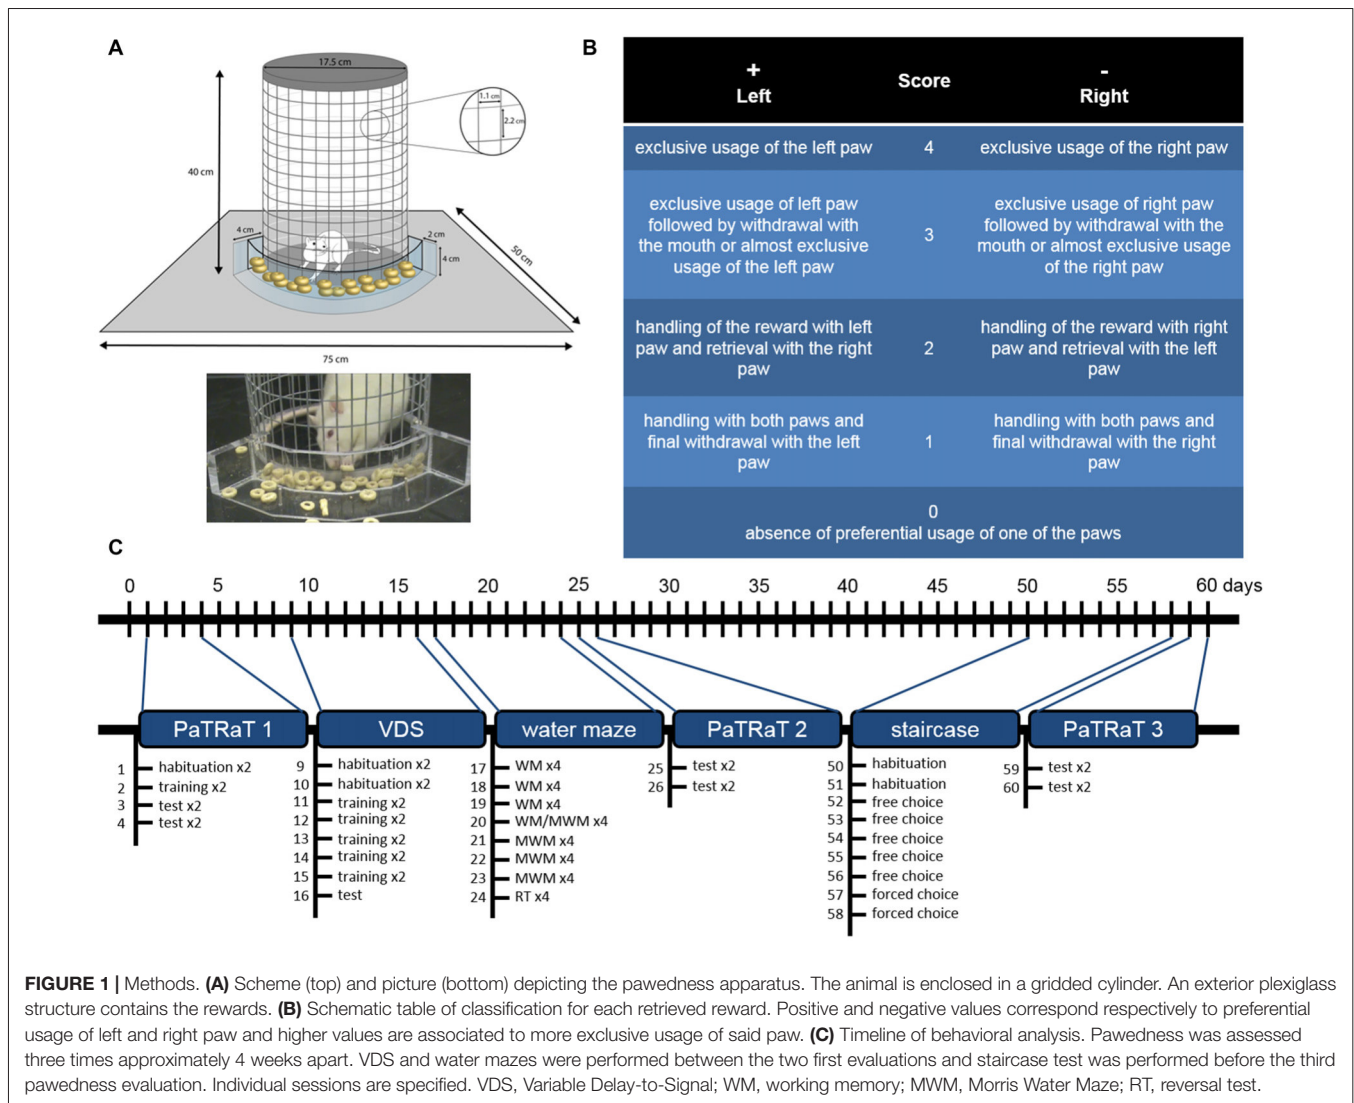 A
17.5 cm
1.1 cm
2.2 cm
40 cm
4 cm
2 cm
4 cm
50 cm
75 cm
B
+
Left
Score
-
Right
exclusive usage of the left paw
4
exclusive usage of the right paw
exclusive usage of left paw
followed by withdrawal with
the mouth or almost exclusive
usage of the left paw
3
exclusive usage of right paw
followed by withdrawal with the
mouth or almost exclusive usage
of the right paw
handling of the reward with left
paw and retrieval with the right
paw
2
handling of the reward with right
paw and retrieval with the left
paw
handling with both paws and
final withdrawal with the left
paw
1
handling with both paws and
final withdrawal with the right
paw
0
absence of preferential usage of one of the paws
C
0 5 10 15 20 25 30 35 40 45 50 55 60 days
PaTRaT 1
1 habituation x2
2 training x2
3 test x2
4 test x2
VDS
9 habituation x2
10 habituation x2
11 training x2
12 training x2
13 training x2
14 training x2
15 training x2
16 test
water maze
17 WM x4
18 WM x4
19 WM x4
20 WM/MWM x4
21 MWM x4
22 MWM x4
23 MWM x4
24 RT x4
PaTRaT 2
25 test x2
26 test x2
staircase
50 habituation
51 habituation
52 free choice
53 free choice
54 free choice
55 free choice
56 free choice
57 forced choice
58 forced choice
PaTRaT 3
59 test x2
60 test x2
FIGURE 1 | Methods. (A) Scheme (top) and picture (bottom) depicting the pawedness apparatus. The animal is enclosed in a gridded cylinder. An exterior plexiglass
structure contains the rewards. (B) Schematic table of classification for each retrieved reward. Positive and negative values correspond respectively to preferential
usage of left and right paw and higher values are associated to more exclusive usage of said paw. (C) Timeline of behavioral analysis. Pawedness was assessed
three times approximately 4 weeks apart. VDS and water mazes were performed between the two first evaluations and staircase test was performed before the third
pawedness evaluation. Individual sessions are specified. VDS, Variable Delay-to-Signal; WM, working memory; MWM, Morris Water Maze; RT, reversal test.